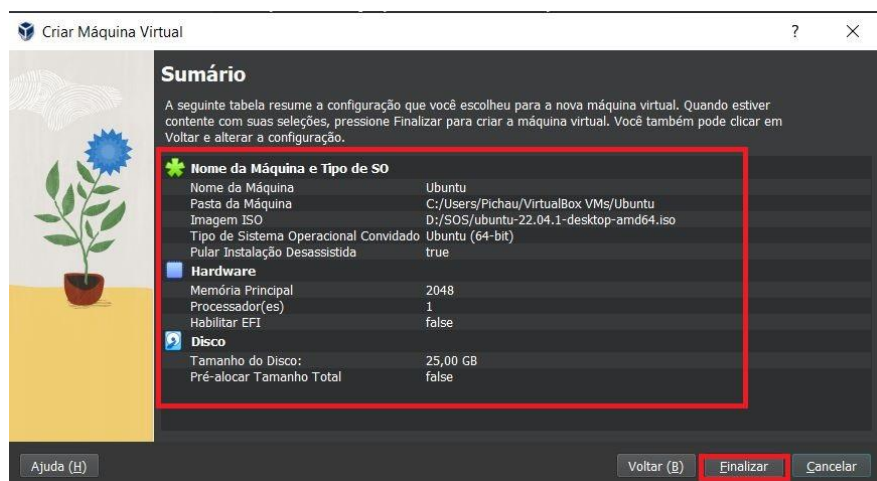 Criar Máquina Virtual ?
Sumário
A seguinte tabela resume a configuração que você escolheu para a nova máquina virtual. Quando estiver
contente com suas seleções, pressione Finalizar para criar a máquina virtual. Você também pode clicar em
Voltar e alterar a configuração.
Nome da Máquina e Tipo de SO
Nome da Máquina Ubuntu
Pasta da Máquina C:/Users/Pichau/VirtualBox VMs/Ubuntu
Imagem ISO D:/SOS/ubuntu-22.04.1-desktop-amd64.iso
Tipo de Sistema Operacional Convidado Ubuntu (64-bit)
Pular Instalação Desassistida true
Hardware
Memória Principal 2048
Processador(es) 1
Habilitar EFI false
Disco
Tamanho do Disco: 25,00 GB
Pré-alocar Tamanho Total false
Ajuda (H) Voltar (B) Finalizar Cancelar